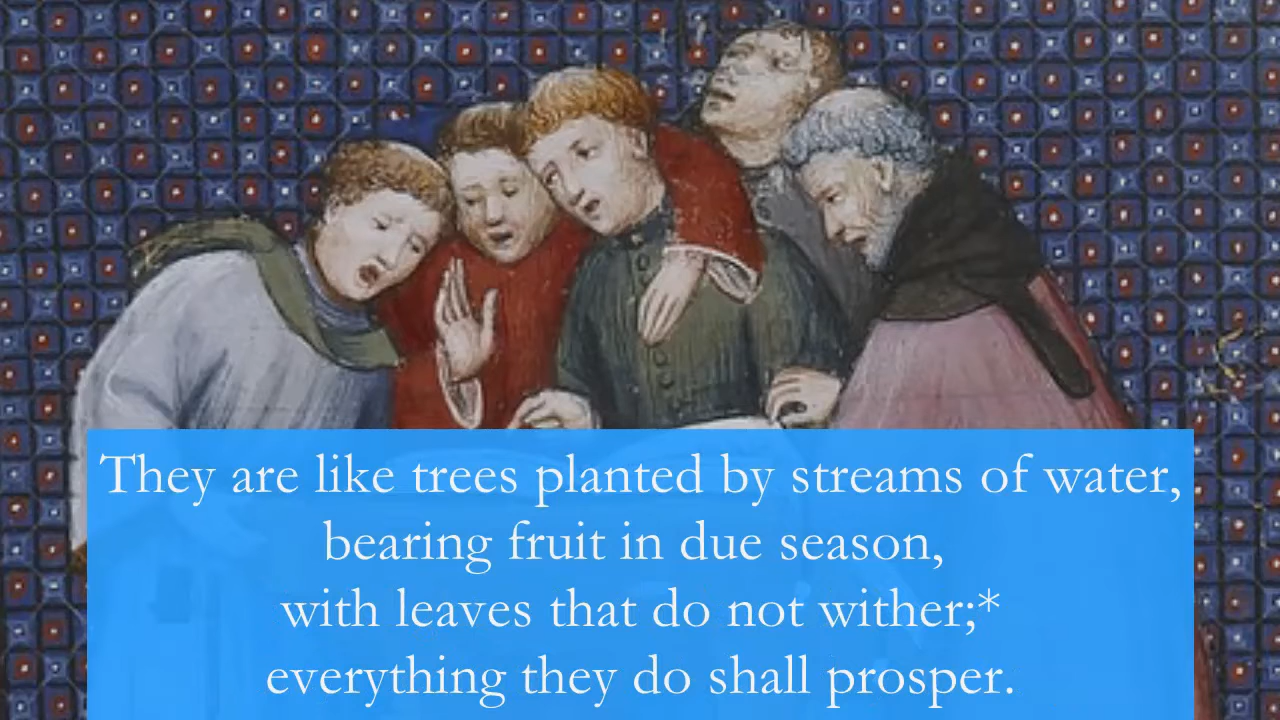 They are like trees planted by streams of water,
bearing fruit in due season,
with leaves that do not wither;*
everything they do shall prosper.